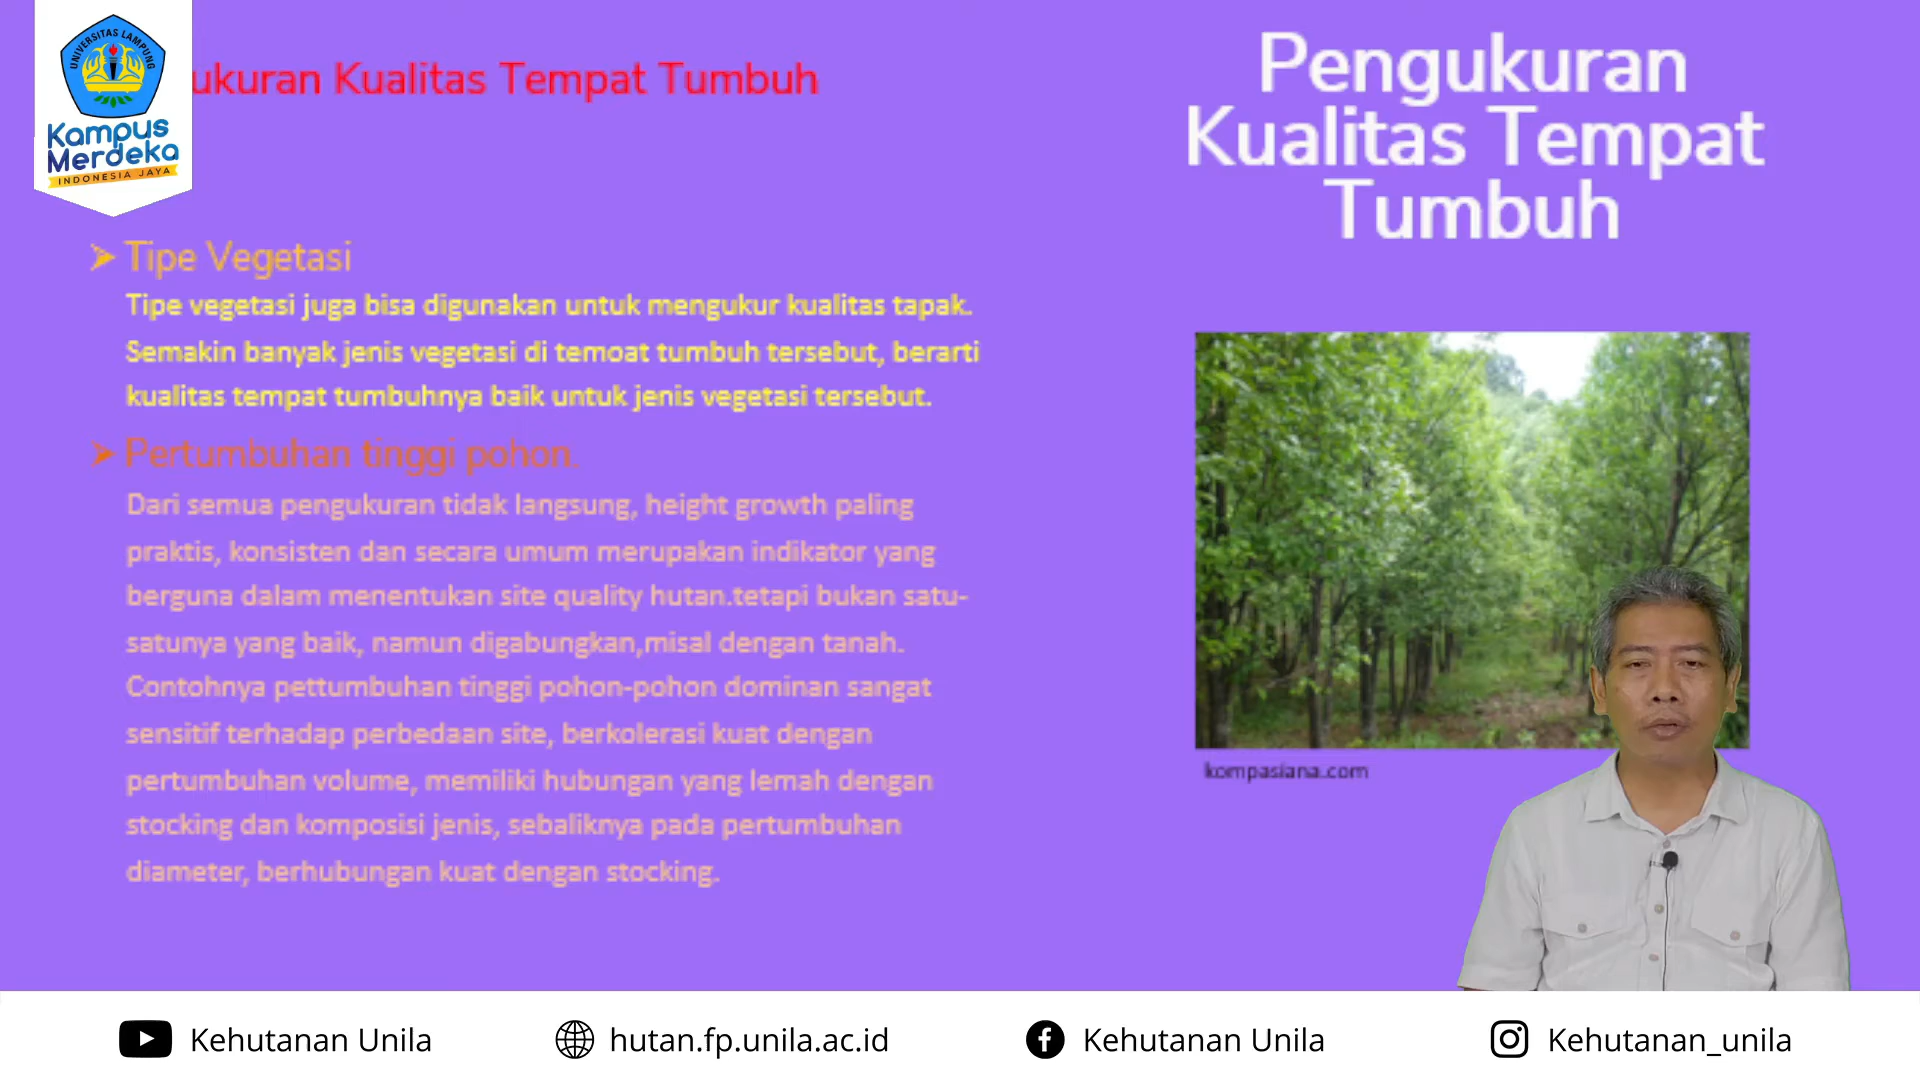 UNIVERSITAS LAMPUNG
Kampus
Merdeka
INDONESIA JAYA
ukuran Kualitas Tempat Tumbuh
Tipe Vegetasi
Tipe vegetasi juga bisa digunakan untuk mengukur kualitas tapak.
Semakin banyak jenis vegetasi di temoat tumbuh tersebut, berarti
kualitas tempat tumbuhnya baik untuk jenis vegetasi tersebut.
Pertumbuhan tinggi pohon.
Dari semua pengukuran tidak langsung, height growth paling
praktis, konsisten dan secara umum merupakan indikator yang
berguna dalam menentukan site quality hutan.tetapi bukan satu-
satunya yang baik, namun digabungkan,misal dengan tanah.
Contohnya pettumbuhan tinggi pohon-pohon dominan sangat
sensitif terhadap perbedaan site, berkolerasi kuat dengan
pertumbuhan volume, memiliki hubungan yang lemah dengan
stocking dan komposisi jenis, sebaliknya pada pertumbuhan
diameter, berhubungan kuat dengan stocking.
Pengukuran
Kualitas Tempat
Tumbuh
kompasiana.com
Kehutanan Unila
hutan.fp.unila.ac.id
Kehutanan Unila
Kehutanan_unila